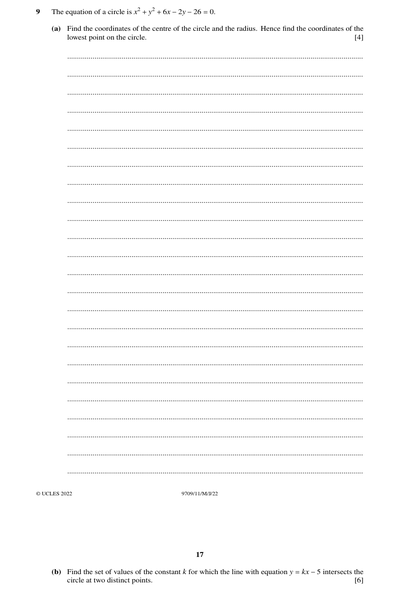 9 The equation of a circle is x² + y² + 6x − 2y − 26 = 0.
(a) Find the coordinates of the centre of the circle and the radius. Hence find the coordinates of the
lowest point on the circle. [4]
© UCLES 2022 9709/11/M/J/22
17
(b) Find the set of values of the constant k for which the line with equation y = kx − 5 intersects the
circle at two distinct points. [6]